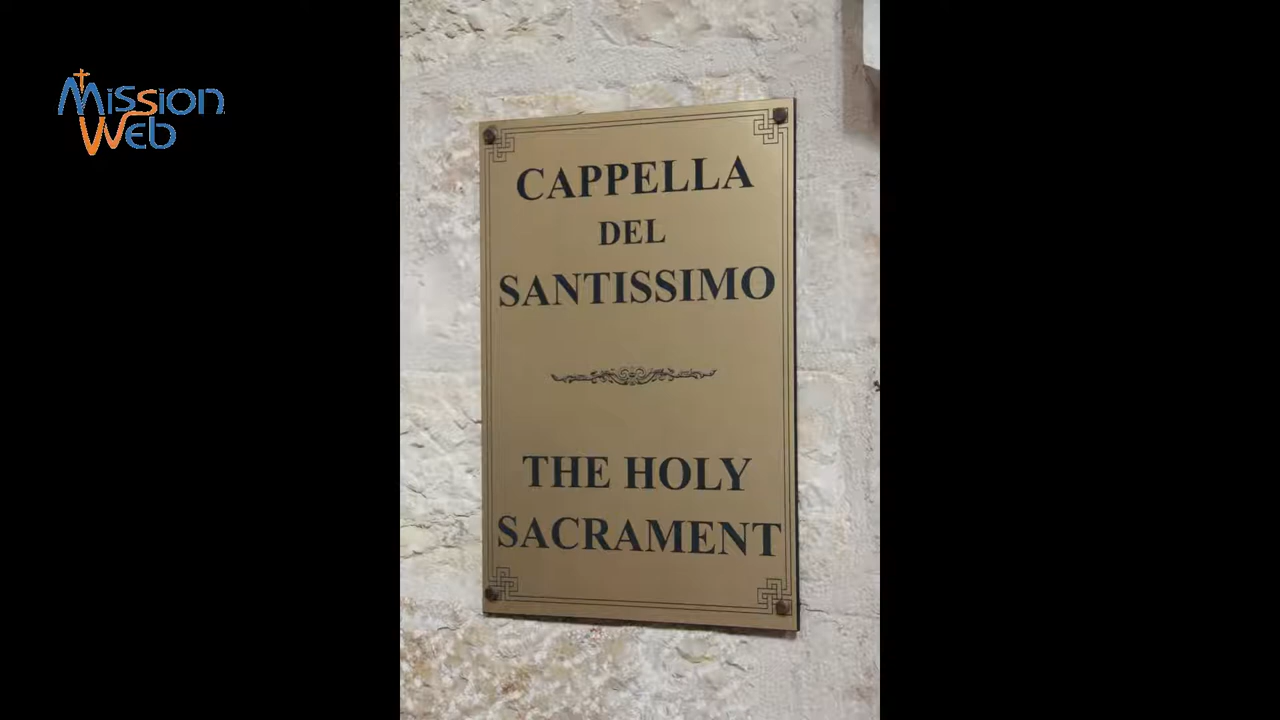 Mission
Web
CAPPELLA
DEL
SANTISSIMO
THE HOLY
SACRAMENT